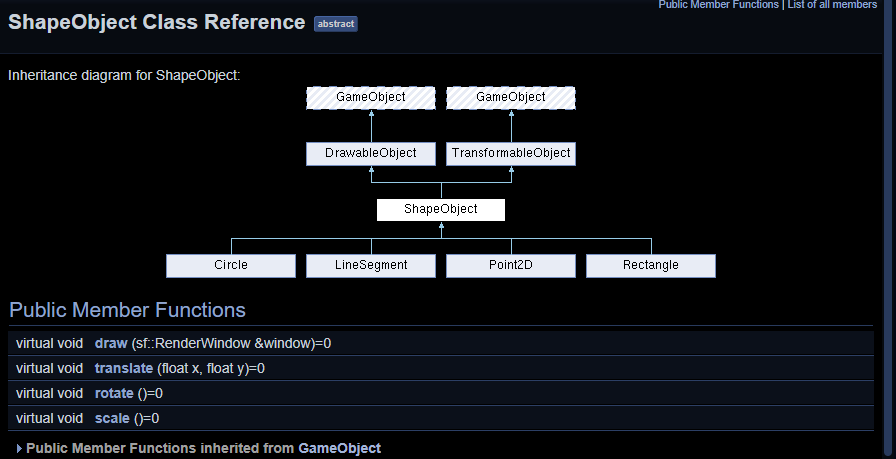 Public Member Functions | List of all members
ShapeObject Class Reference abstract
Inheritance diagram for ShapeObject:
GameObject GameObject
DrawableObject TransformableObject
ShapeObject
Circle LineSegment Point2D Rectangle
Public Member Functions
virtual void draw (sf::RenderWindow &window)=0
virtual void translate (float x, float y)=0
virtual void rotate ()=0
virtual void scale ()=0
Public Member Functions inherited from GameObject